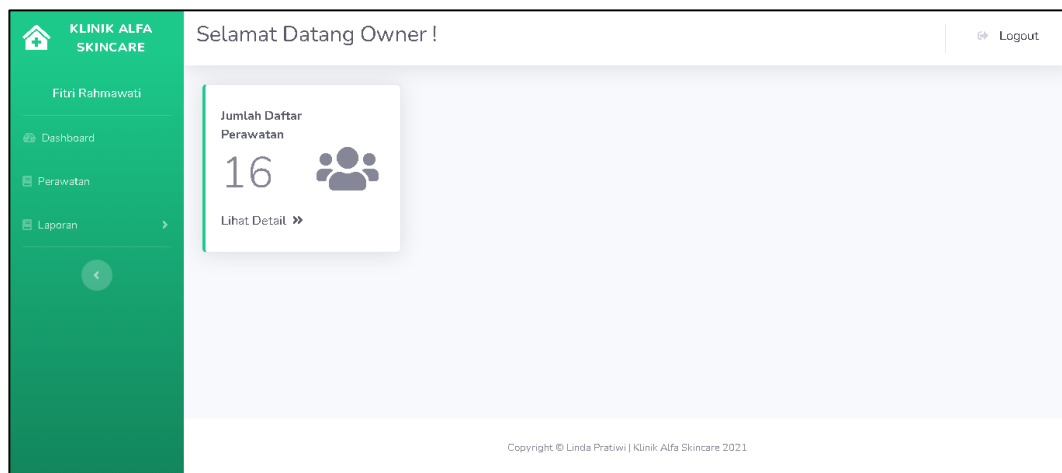 KLINIK ALFA
SKINCARE
Fitri Rahmawati
Dashboard
Perawatan
Laporan
Selamat Datang Owner !
Logout
Jumlah Daftar
Perawatan
16
Lihat Detail »
Copyright © Linda Pratiwi | Klinik Alfa Skincare 2021